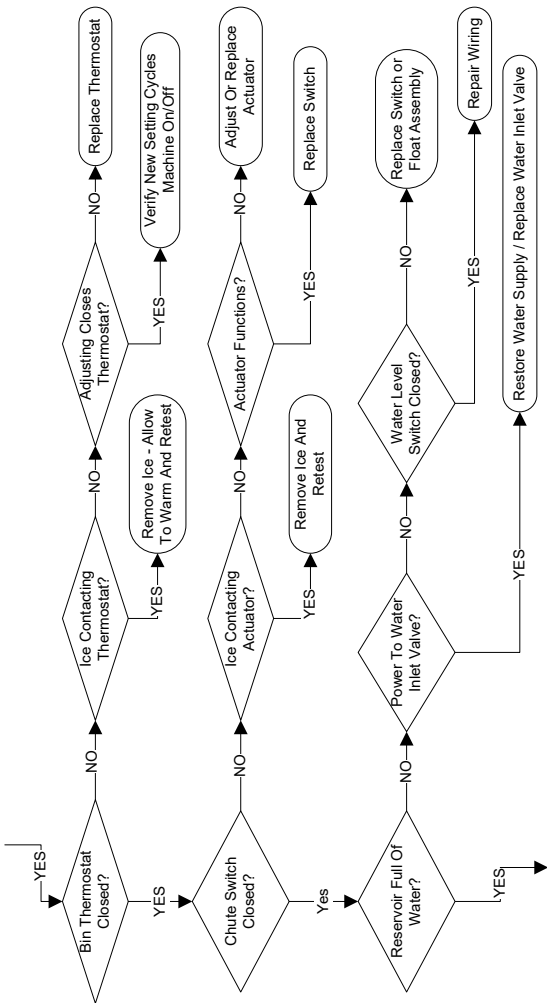 YES
Bin Thermostat
Closed?
NO
Ice Contacting
Thermostat?
NO
Adjusting Closes
Thermostat?
NO
Replace Thermostat
YES
Verify New Setting Cycles
Machine On/Off
YES
Remove Ice - Allow
To Warm And Retest
YES
Chute Switch
Closed?
NO
Ice Contacting
Actuator?
NO
Actuator Functions?
NO
Adjust Or Replace
Actuator
YES
Replace Switch
YES
Remove Ice And
Retest
Yes
Reservoir Full Of
Water?
NO
Power To Water
Inlet Valve?
NO
Water Level
Switch Closed?
NO
Replace Switch or
Float Assembly
YES
Repair Wiring
YES
Restore Water Supply / Replace Water Inlet Valve
YES